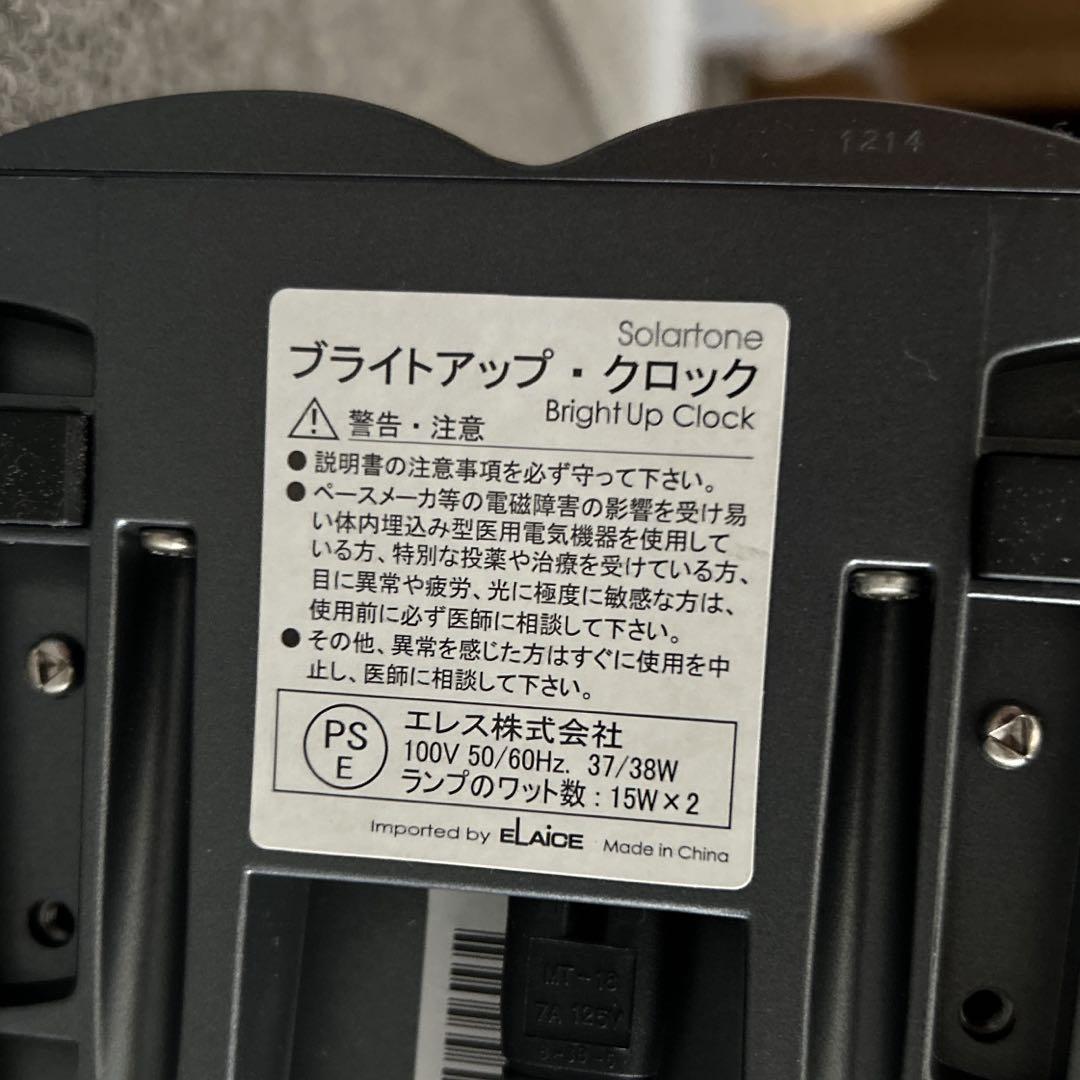 1214
Solartone
ブライトアップ・クロック
BrightUp Clock
警告・注意
● 説明書の注意事項を必ず守って下さい。
● ペースメーカ等の電磁障害の影響を受け易
い体内埋込み型医用電気機器を使用して
いる方、特別な投薬や治療を受けている方、
目に異常や疲労、光に極度に敏感な方は、
使用前に必ず医師に相談して下さい。
● その他、異常を感じた方はすぐに使用を中
止し、医師に相談して下さい。
PS
E
エレス株式会社
100V 50/60Hz. 37/38W
ランプのワット数：15W×2
Imported by ELAiCE Made in China
MT-18
7A 125V